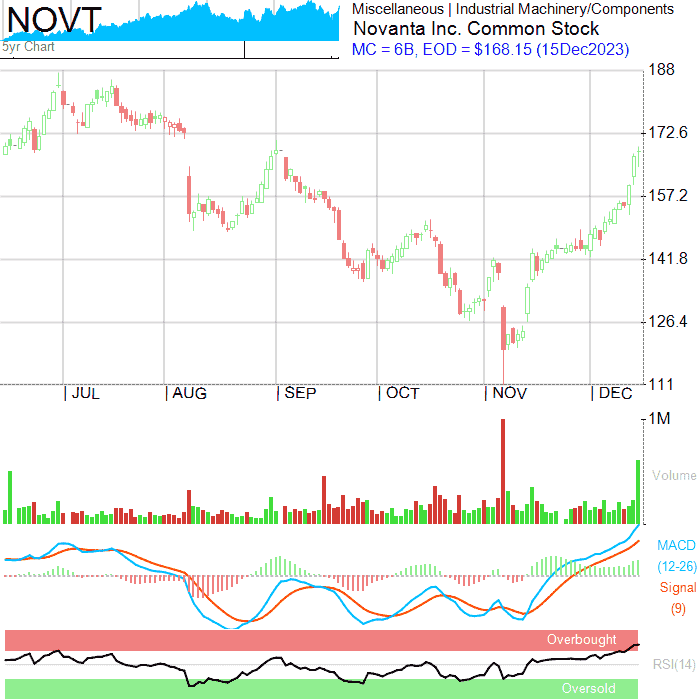 NOVT
5yr Chart
Miscellaneous | Industrial Machinery/Components
Novanta Inc. Common Stock
MC = 6B, EOD = $168.15 (15Dec2023)
188
172.6
157.2
141.8
126.4
111
| JUL | AUG | SEP | OCT | NOV | DEC
1M
Volume
MACD
(12-26)
Signal
(9)
Overbought
RSI(14)
Oversold